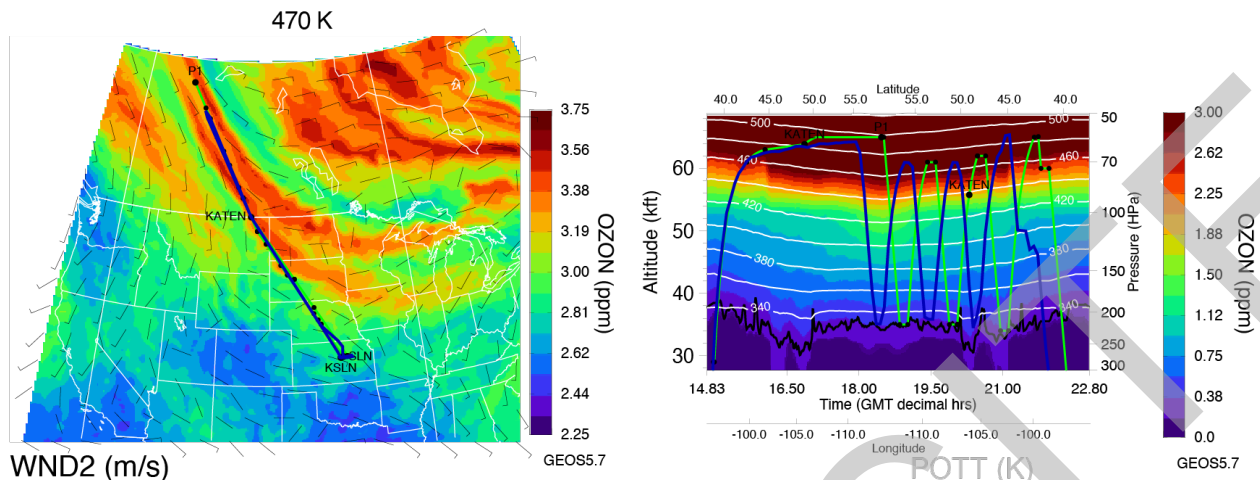 470 K
P1
KATEN
SLN
KSLN
WND2 (m/s)
3.75
3.56
3.38
3.19
3.00
2.81
2.62
2.44
2.25
OZON (ppm)
GEOS5.7
Latitude
40.0 45.0 50.0 55.0 55.0 50.0 45.0 40.0
Altitude (kft)
60
50
40
30
500
460
420
380
340
KATEN
P1
KATEN
500
460
420
380
340
50
70
100
150
200
250
300
Pressure (HPa)
14.83 16.50 18.00 19.50 21.00 22.80
Time (GMT decimal hrs)
-100.0 -105.0 -110.0 -110.0 -105.0 -100.0
Longitude
POTT (K)
3.00
2.62
2.25
1.88
1.50
1.12
0.75
0.38
0.0
OZON (ppm)
GEOS5.7